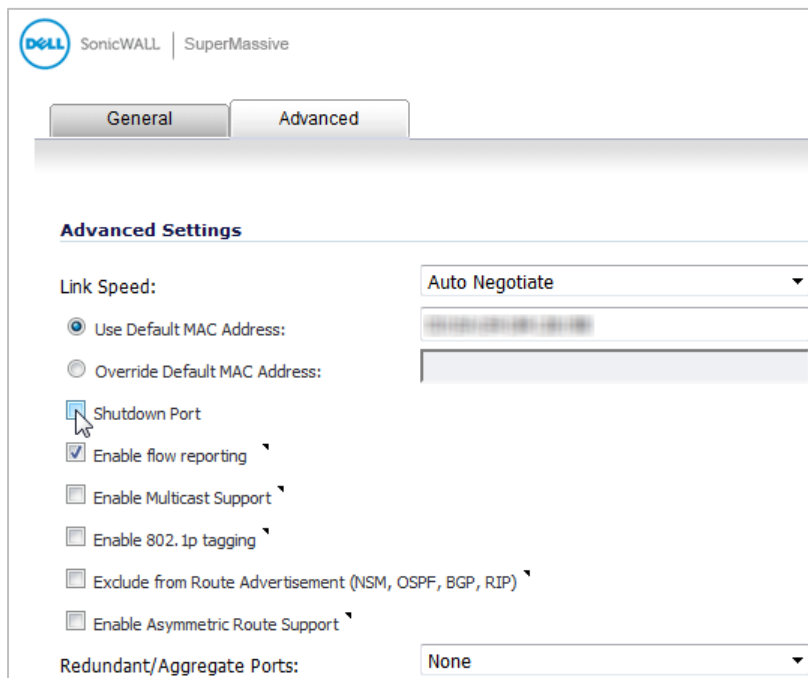 DELL SonicWALL | SuperMassive
General Advanced
Advanced Settings
Link Speed: Auto Negotiate
Use Default MAC Address:
Override Default MAC Address:
Shutdown Port
Enable flow reporting
Enable Multicast Support
Enable 802.1p tagging
Exclude from Route Advertisement (NSM, OSPF, BGP, RIP)
Enable Asymmetric Route Support
Redundant/Aggregate Ports: None